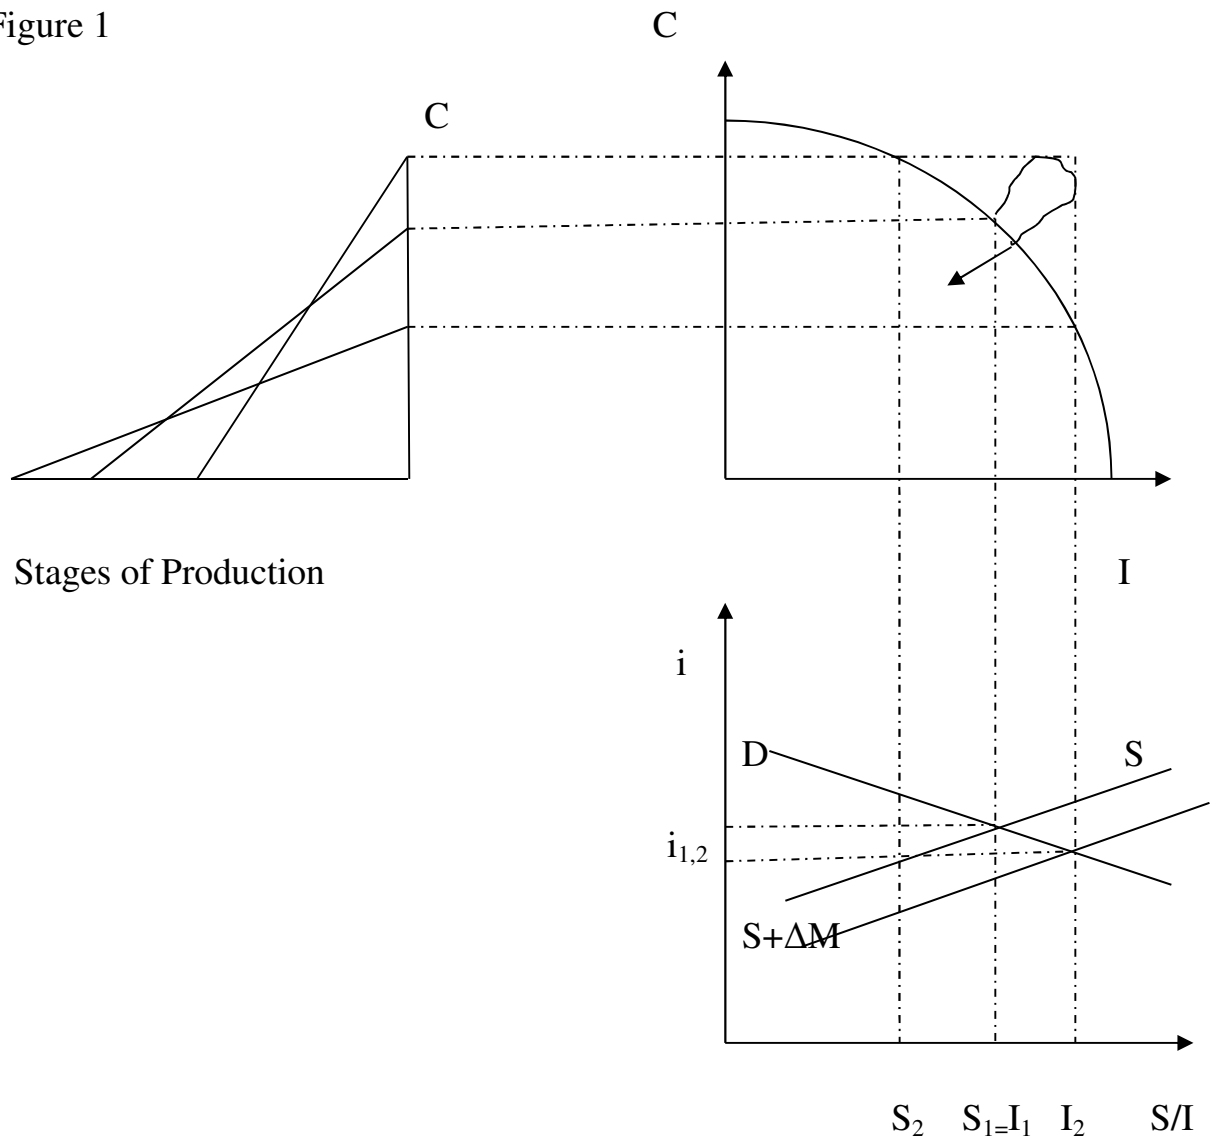 Figure 1
C
C
Stages of Production
I
i
D
S
i1,2
S+ΔM
S2 S1=I1 I2 S/I